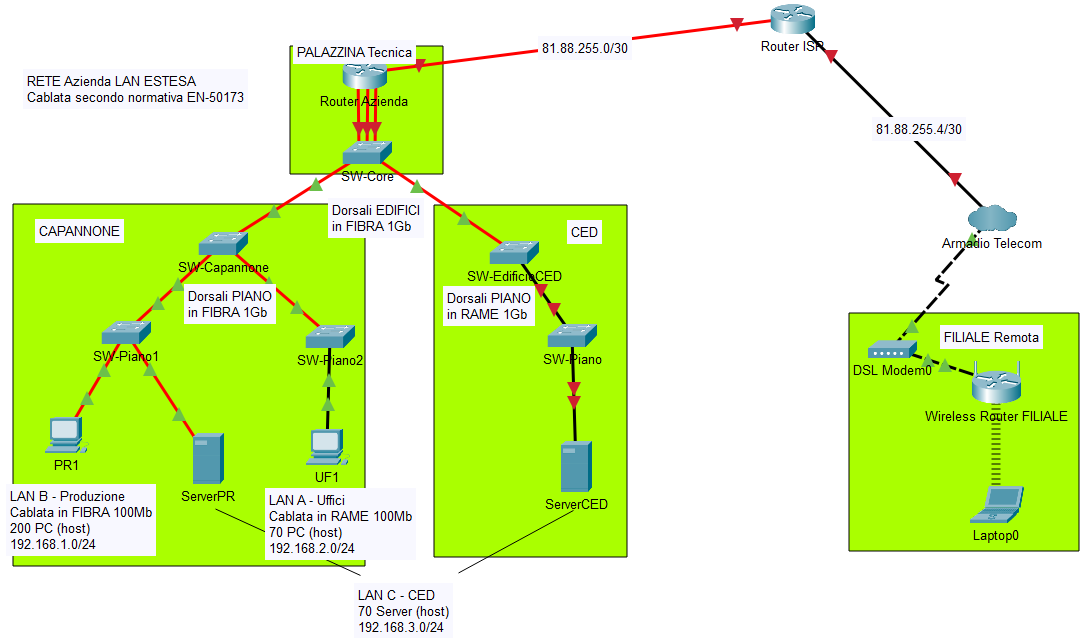 PALAZZINA Tecnica
Router Azienda
SW-Core
RETE Azienda LAN ESTESA
Cablata secondo normativa EN-50173
81.88.255.0/30
Router ISP
81.88.255.4/30
Armadio Telecom
CAPANNONE
Dorsali EDIFICI
in FIBRA 1Gb
CED
SW-Capannone
SW-EdificioCED
Dorsali PIANO
in FIBRA 1Gb
Dorsali PIANO
in RAME 1Gb
SW-Piano1
SW-Piano2
SW-Piano
FILIALE Remota
DSL Modem0
Wireless Router FILIALE
Laptop0
PR1
ServerPR
UF1
ServerCED
LAN B - Produzione
Cablata in FIBRA 100Mb
200 PC (host)
192.168.1.0/24
LAN A - Uffici
Cablata in RAME 100Mb
70 PC (host)
192.168.2.0/24
LAN C - CED
70 Server (host)
192.168.3.0/24